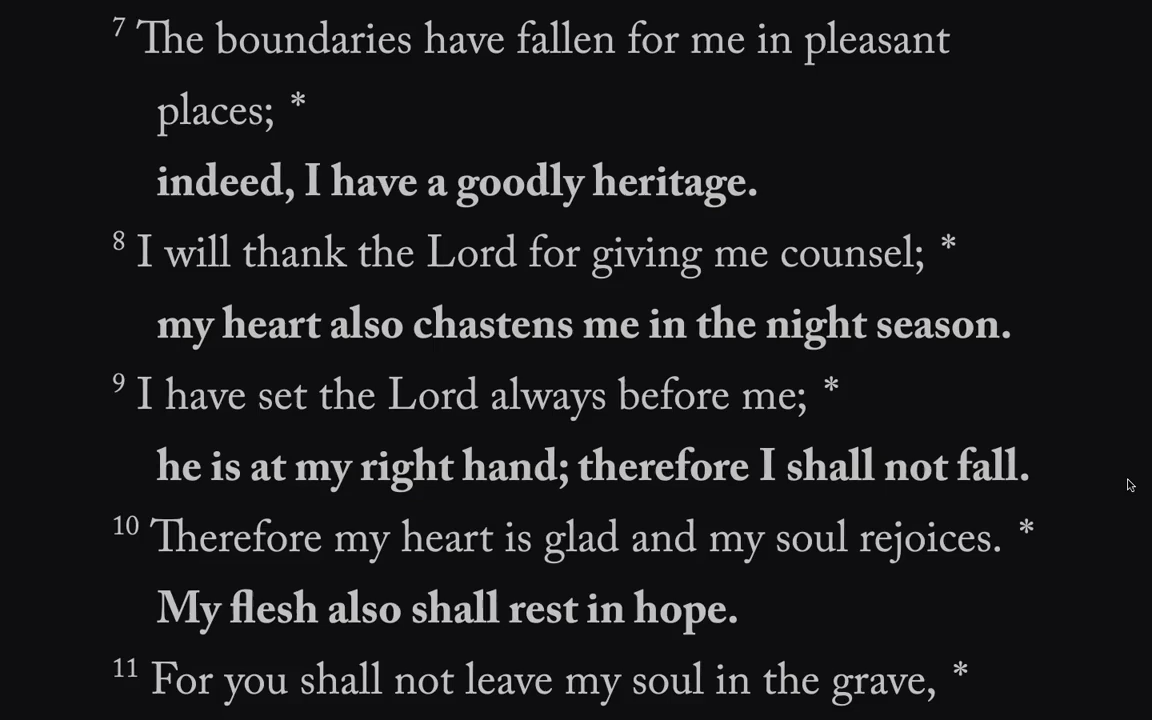 7 The boundaries have fallen for me in pleasant
places; *
indeed, I have a goodly heritage.
8 I will thank the Lord for giving me counsel; *
my heart also chastens me in the night season.
9 I have set the Lord always before me; *
he is at my right hand; therefore I shall not fall.
10 Therefore my heart is glad and my soul rejoices. *
My flesh also shall rest in hope.
11 For you shall not leave my soul in the grave, *